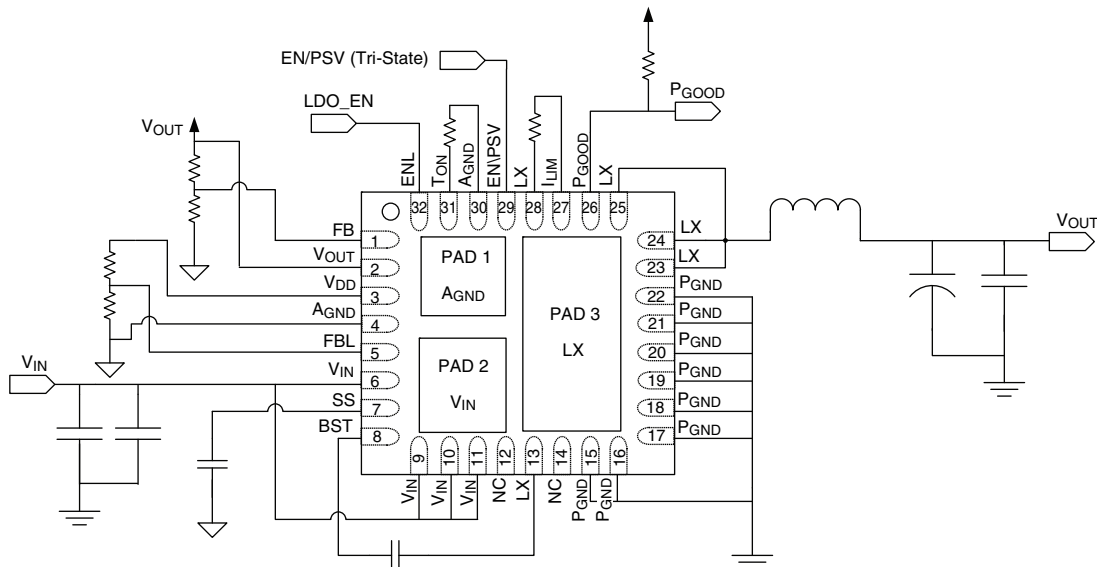 EN/PSV (Tri-State)
LDO_EN
PGOOD
VOUT
ENL
TON
AGND
EN\PSV
LX
ILIM
PGOOD
LX
32
31
30
29
28
27
26
25
FB
1
VOUT
2
VDD
3
AGND
4
FBL
5
VIN
VIN
6
SS
7
BST
8
PAD 1
AGND
PAD 2
VIN
PAD 3
LX
24
LX
23
LX
22
PGND
21
PGND
20
PGND
19
PGND
18
PGND
17
PGND
VOUT
9
10
11
12
13
14
15
16
VIN
VIN
VIN
NC
LX
NC
PGND
PGND